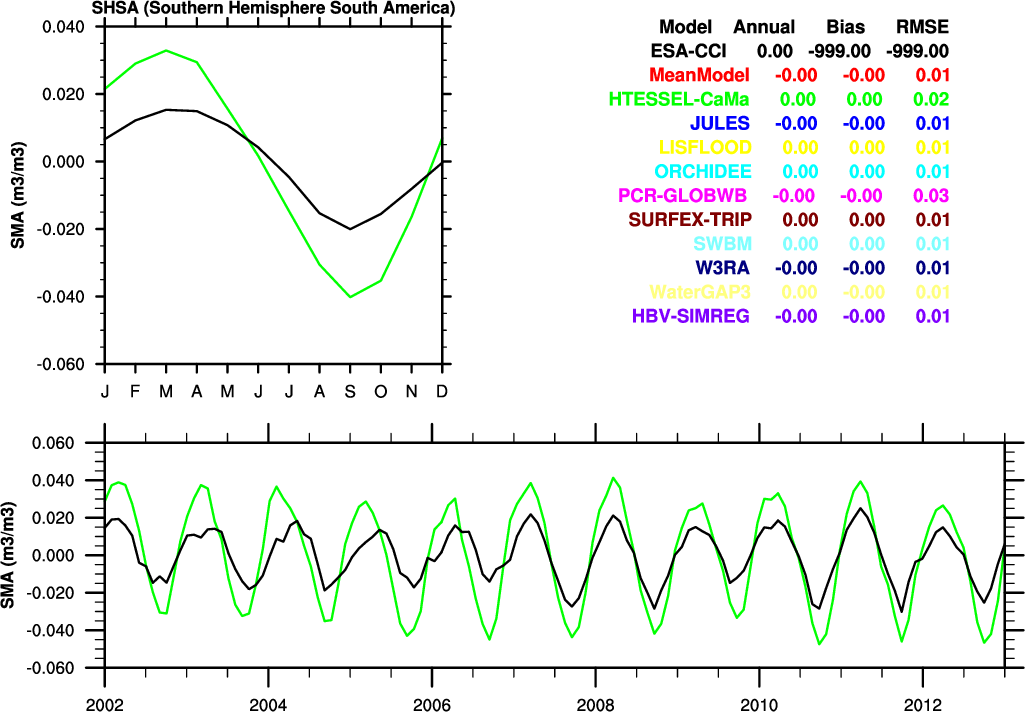 SHSA (Southern Hemisphere South America)
0.040
0.020
0.000
-0.020
-0.040
-0.060
SMA (m3/m3)
J F M A M J J A S O N D
Model Annual Bias RMSE
ESA-CCI 0.00 -999.00 -999.00
MeanModel -0.00 -0.00 0.01
HTESSEL-CaMa 0.00 0.00 0.02
JULES -0.00 -0.00 0.01
LISFLOOD 0.00 0.00 0.01
ORCHIDEE 0.00 0.00 0.01
PCR-GLOBWB -0.00 -0.00 0.03
SURFEX-TRIP 0.00 0.00 0.01
SWBM 0.00 0.00 0.01
W3RA -0.00 -0.00 0.01
WaterGAP3 0.00 -0.00 0.01
HBV-SIMREG -0.00 -0.00 0.01
0.060
0.040
0.020
0.000
-0.020
-0.040
-0.060
SMA (m3/m3)
2002 2004 2006 2008 2010 2012